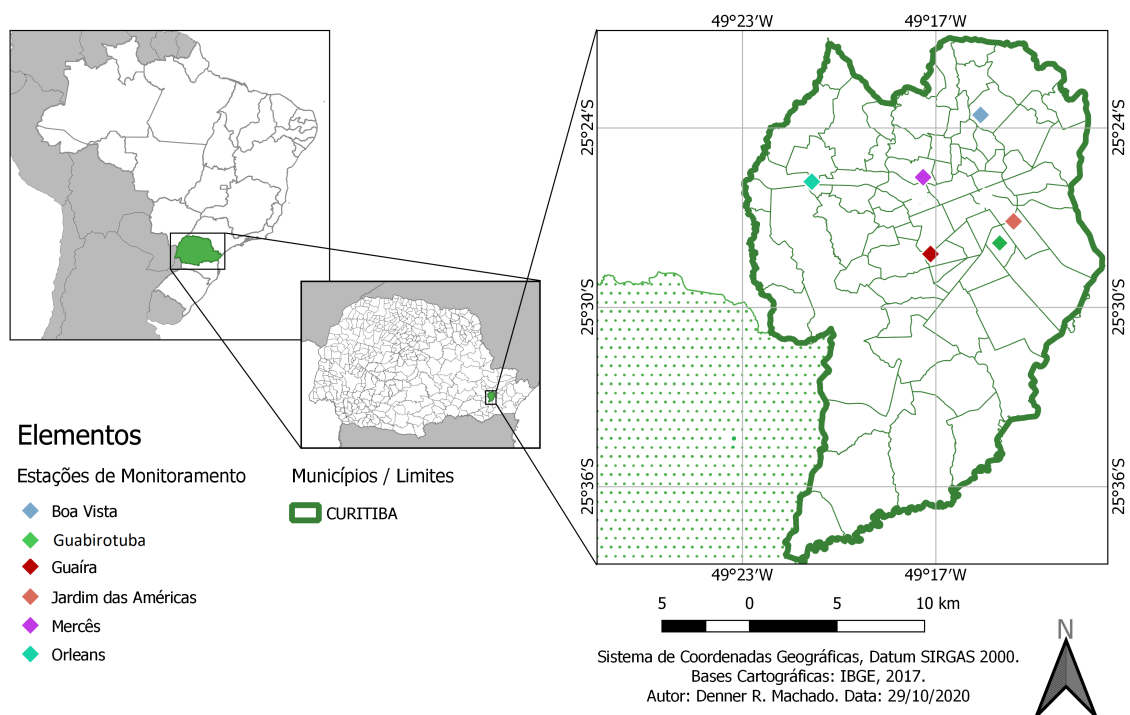 49°23′W 49°17′W
25°24′S 25°24′S
25°30′S 25°30′S
25°36′S 25°36′S
49°23′W 49°17′W
Elementos
Estações de Monitoramento
Boa Vista
Guabirotuba
Guaíra
Jardim das Américas
Mercês
Orleans
Municípios / Limites
CURITIBA
5 0 5 10 km
Sistema de Coordenadas Geográficas, Datum SIRGAS 2000.
Bases Cartográficas: IBGE, 2017.
Autor: Denner R. Machado. Data: 29/10/2020
N